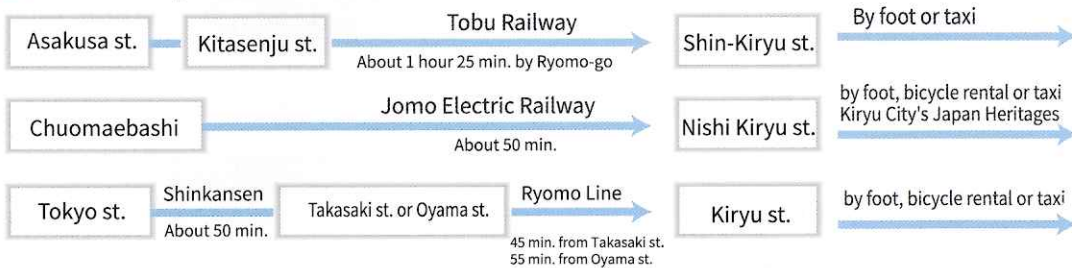 Asakusa st.
Kitasenju st.
Tobu Railway
About 1 hour 25 min. by Ryomo-go
Shin-Kiryu st.
By foot or taxi
Chuomaebashi
Jomo Electric Railway
About 50 min.
Nishi Kiryu st.
by foot, bicycle rental or taxi
Kiryu City's Japan Heritages
Tokyo st.
Shinkansen
About 50 min.
Takasaki st. or Oyama st.
Ryomo Line
45 min. from Takasaki st.
55 min. from Oyama st.
Kiryu st.
by foot, bicycle rental or taxi